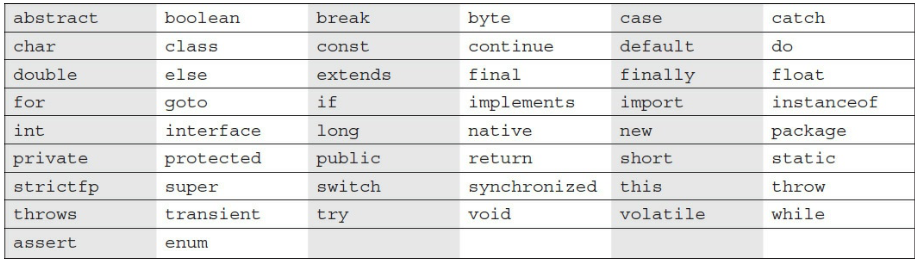 abstract boolean break byte case catch
char class const continue default do
double else extends final finally float
for goto if implements import instanceof
int interface long native new package
private protected public return short static
strictfp super switch synchronized this throw
throws transient try void volatile while
assert enum